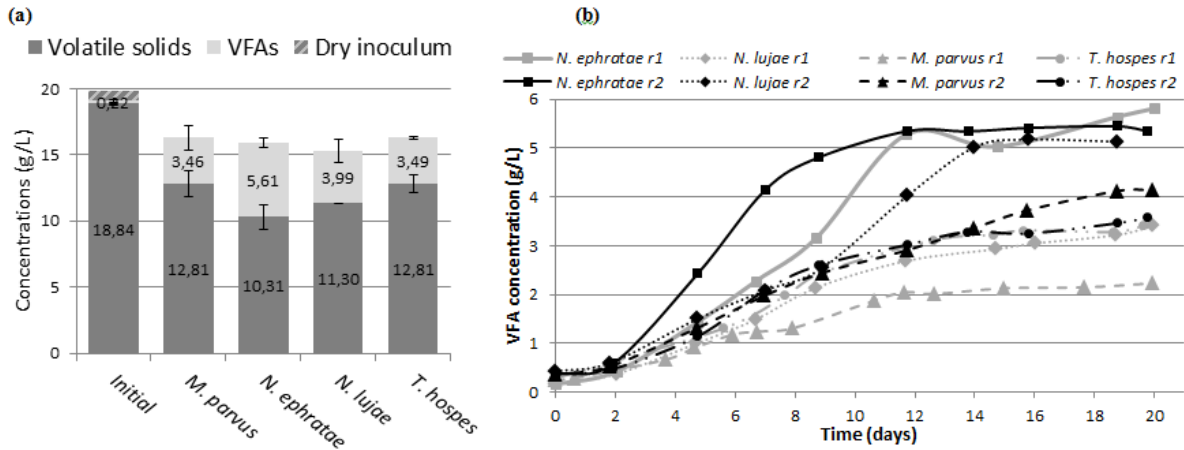 (a)
Volatile solids VFAs Dry inoculum
Concentrations (g/L)
20
15
10
5
0
0,22
18,84
3,46
12,81
5,61
10,31
3,99
11,30
3,49
12,81
Initial
M. parvus
N. ephratae
N. lujae
T. hospes
(b)
N. ephratae r1 N. lujae r1 M. parvus r1 T. hospes r1
N. ephratae r2 N. lujae r2 M. parvus r2 T. hospes r2
VFA concentration (g/L)
6
5
4
3
2
1
0
0 2 4 6 8 10 12 14 16 18 20
Time (days)